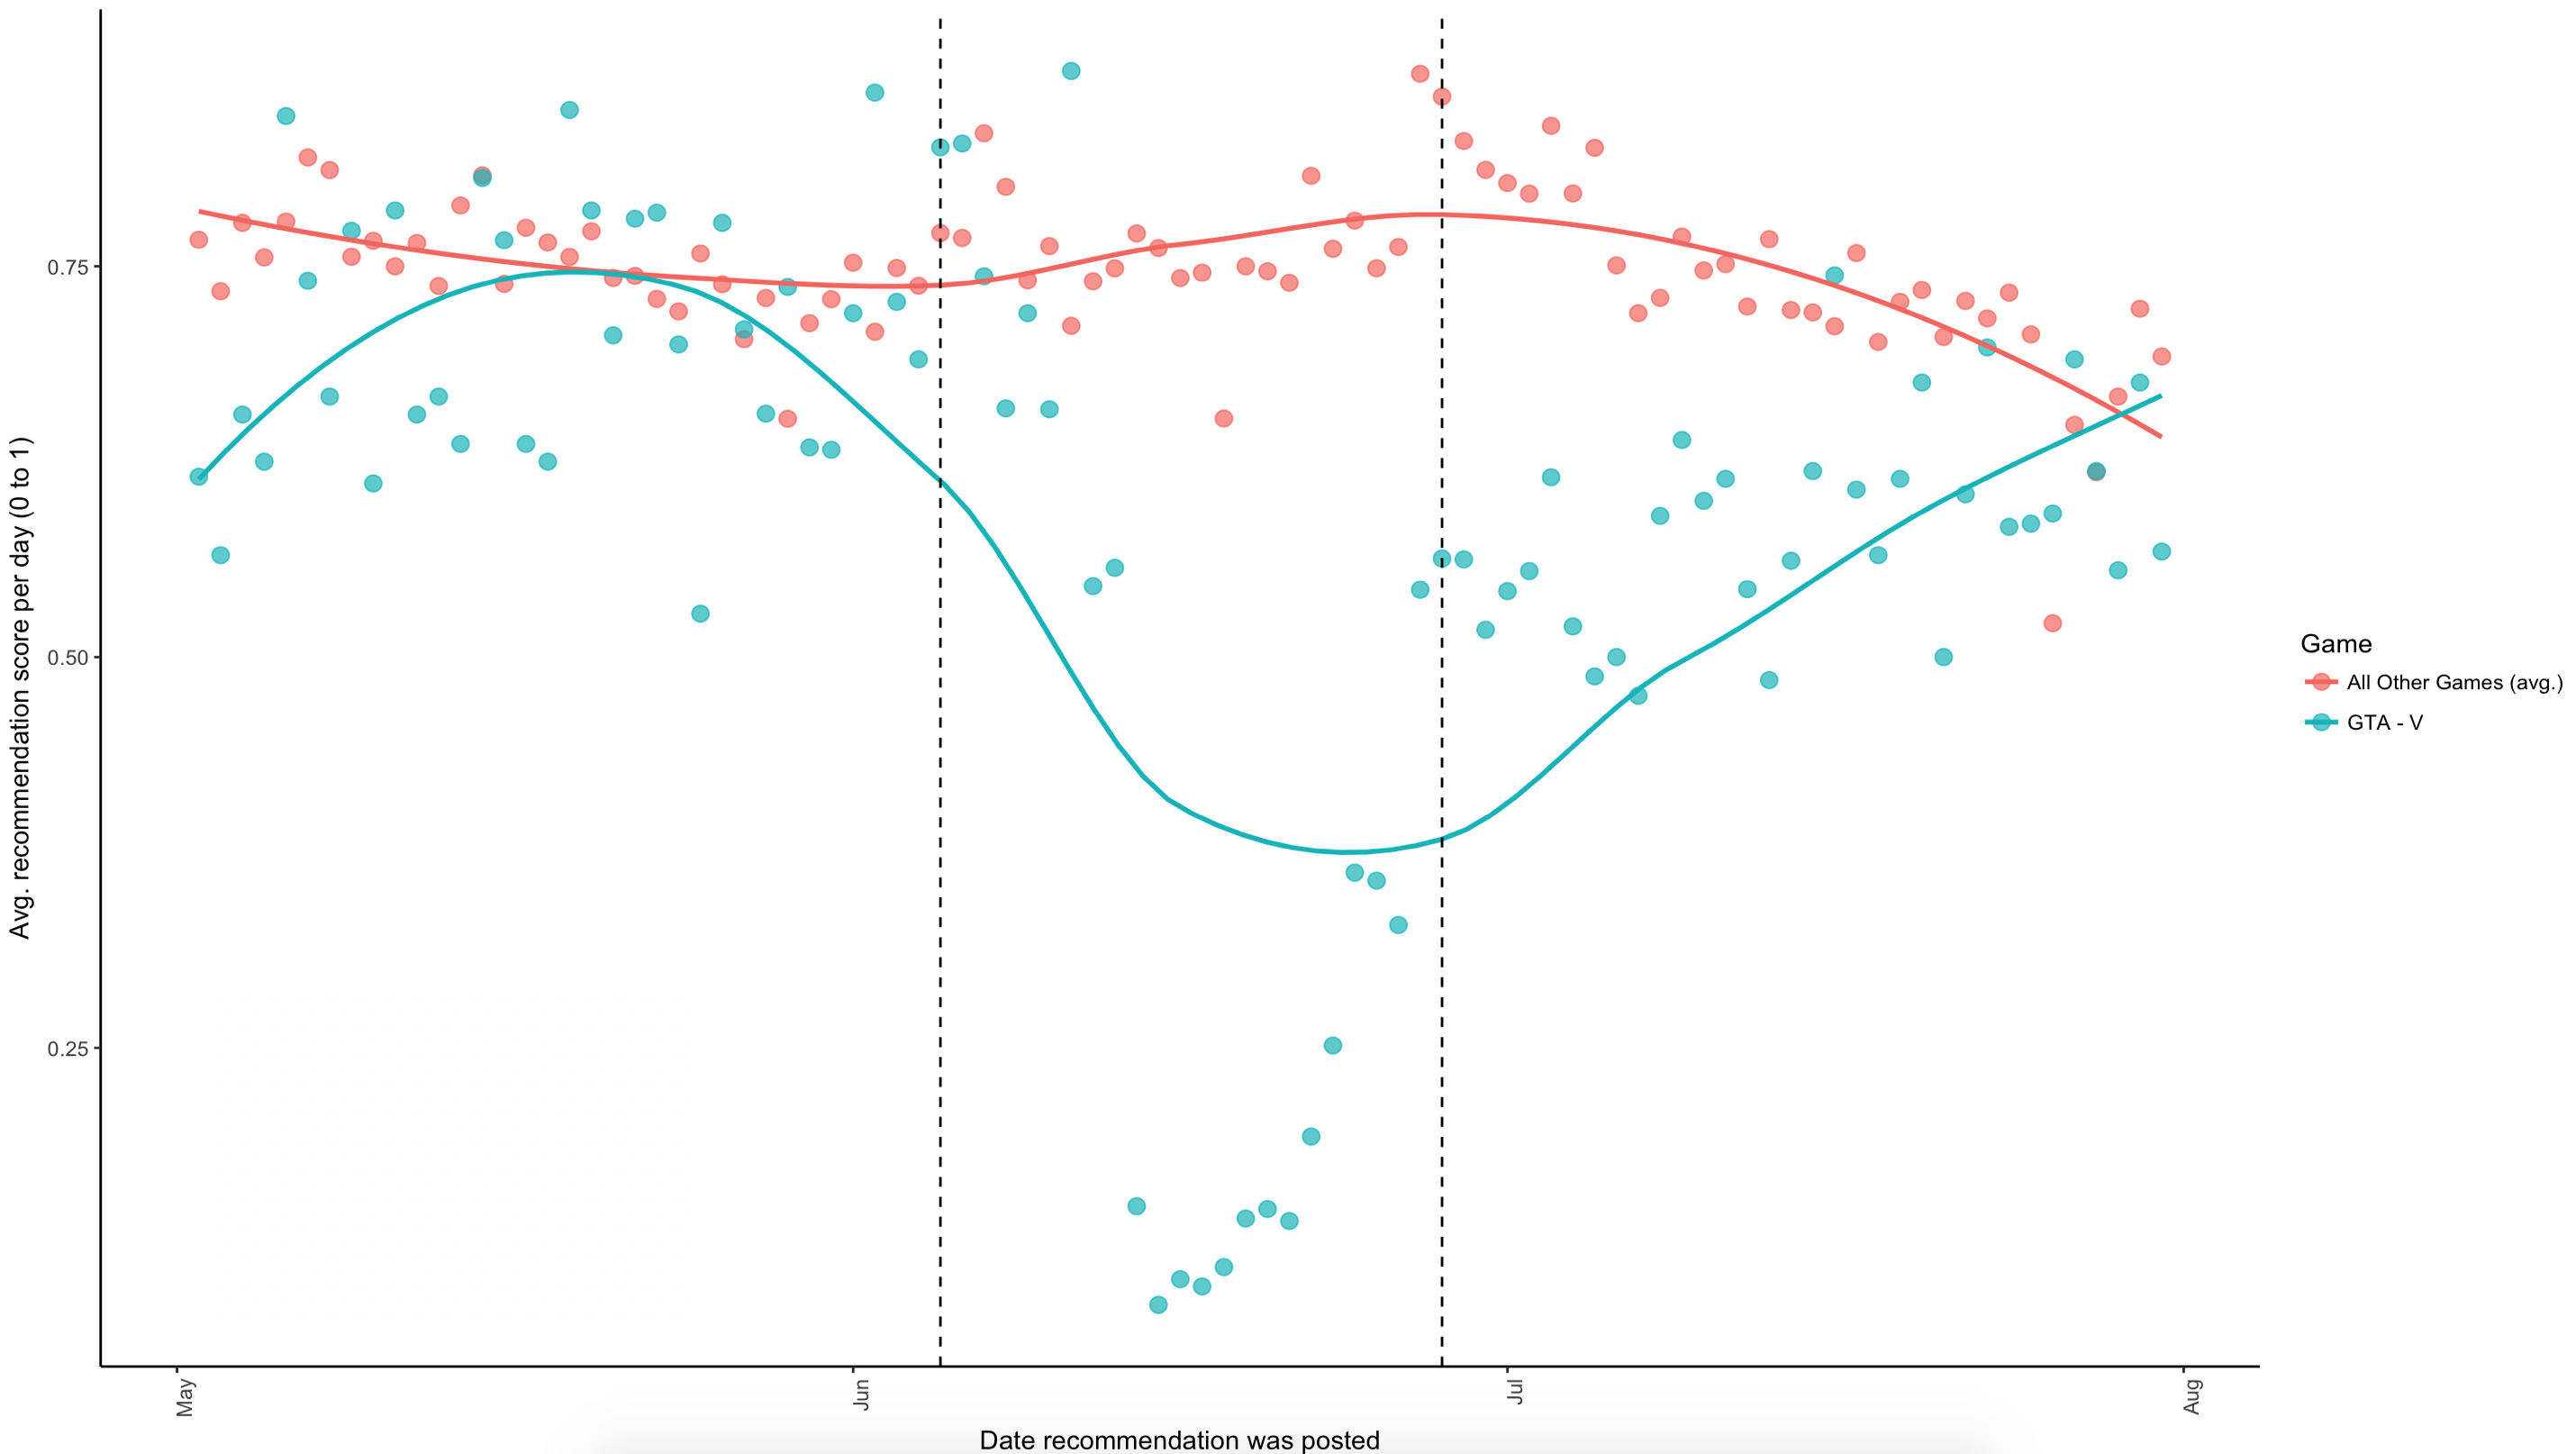 Avg. recommendation score per day (0 to 1)
0.75
0.50
0.25
May
Jun
Jul
Aug
Date recommendation was posted
Game
All Other Games (avg.)
GTA - V